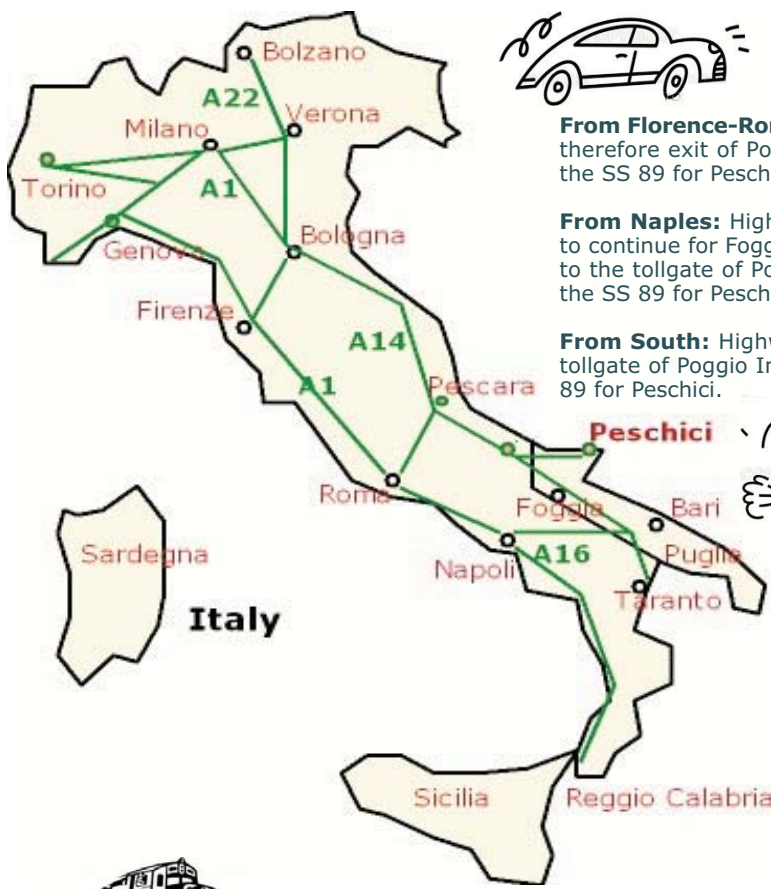 Bolzano
A22
Verona
Milano
Torino
A1
Genova
Bologna
Firenze
A14
A1
Pescara
Peschici
Roma
Foggia
Bari
Napoli
A16
Puglia
Taranto
Sardegna
Italy
Sicilia
Reggio Calabria
From Florence-Ro
therefore exit of Po
the SS 89 for Pesch
From Naples: High
to continue for Fogg
to the tollgate of Po
the SS 89 for Pesch
From South: Highw
tollgate of Poggio In
89 for Peschici.